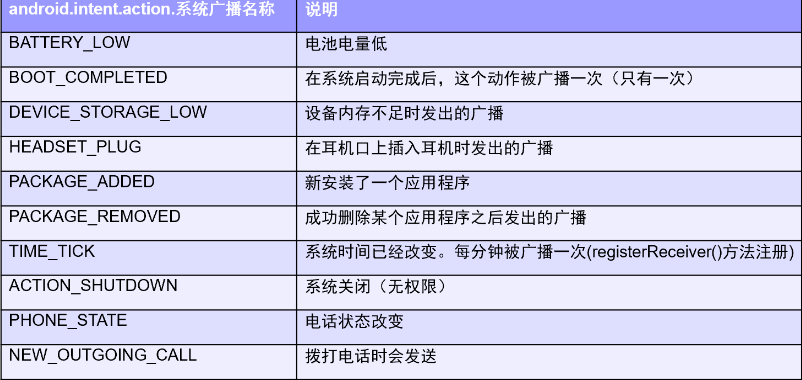 android.intent.action.系统广播名称 说明
BATTERY_LOW 电池电量低
BOOT_COMPLETED 在系统启动完成后，这个动作被广播一次（只有一次）
DEVICE_STORAGE_LOW 设备内存不足时发出的广播
HEADSET_PLUG 在耳机口上插入耳机时发出的广播
PACKAGE_ADDED 新安装了一个应用程序
PACKAGE_REMOVED 成功删除某个应用程序之后发出的广播
TIME_TICK 系统时间已经改变。每分钟被广播一次(registerReceiver()方法注册)
ACTION_SHUTDOWN 系统关闭（无权限）
PHONE_STATE 电话状态改变
NEW_OUTGOING_CALL 拨打电话时会发送